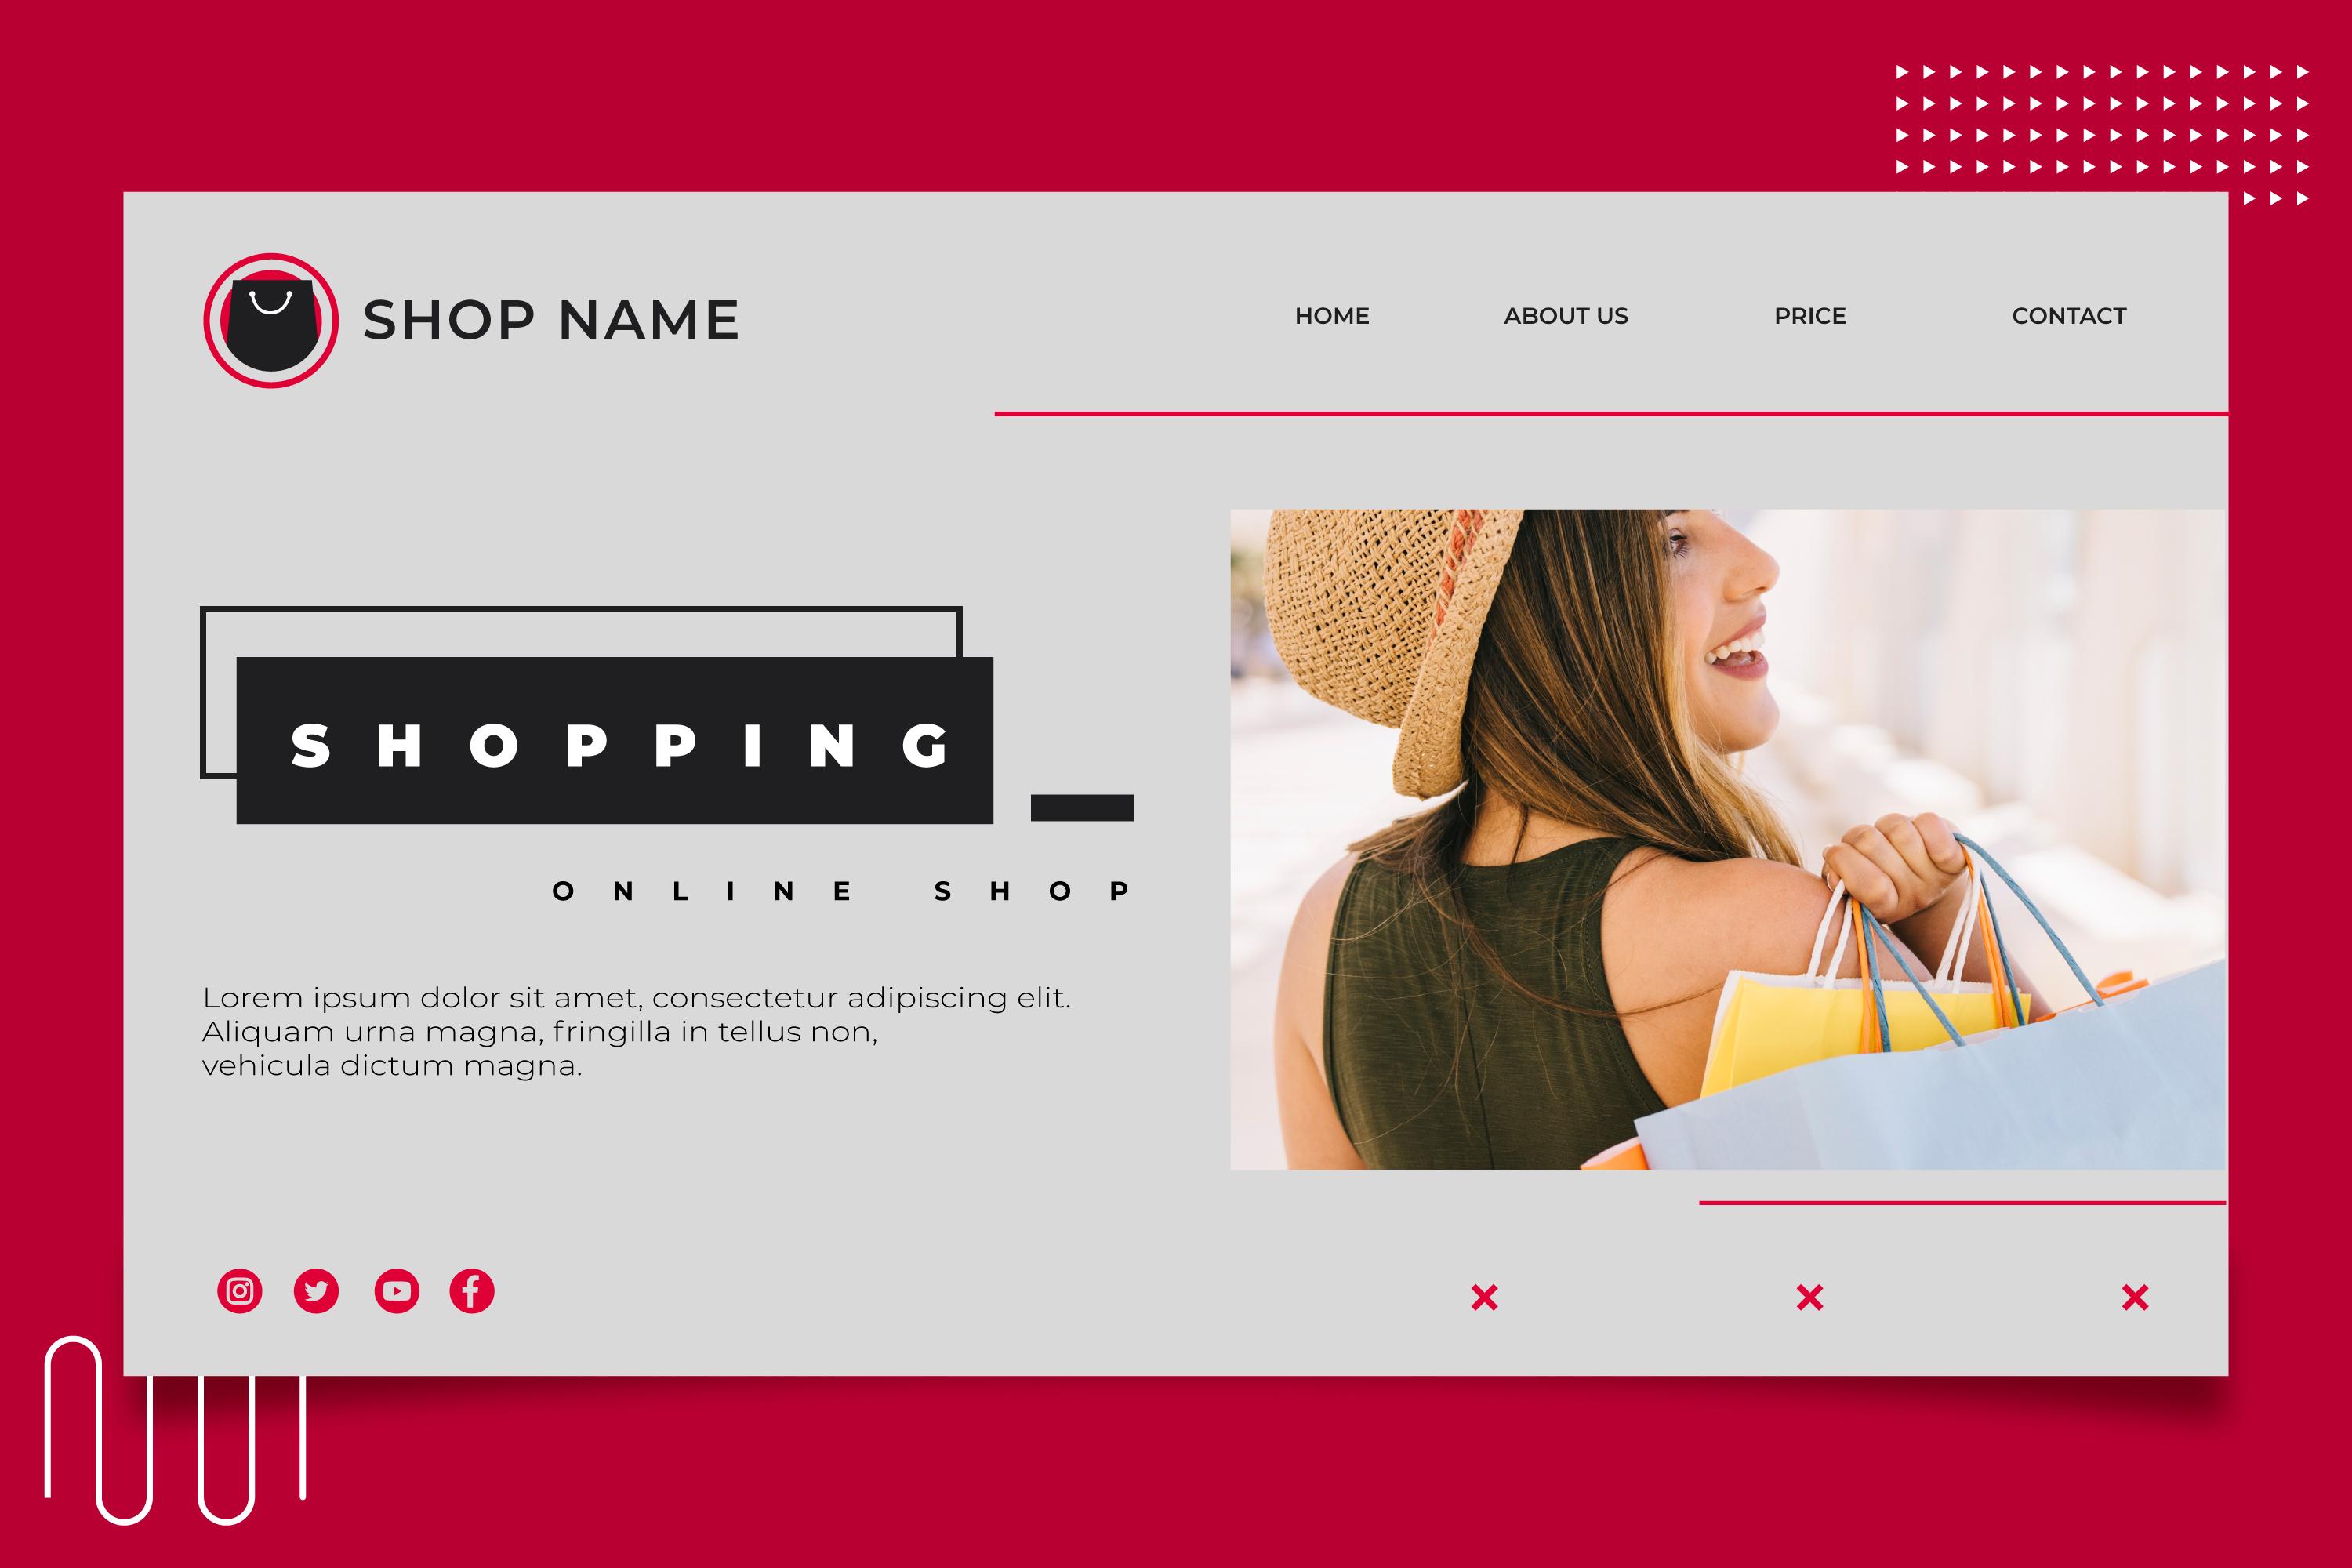 SHOP NAME
HOME ABOUT US PRICE CONTACT
SHOPPING
ONLINE SHOP
Lorem ipsum dolor sit amet, consectetur adipiscing elit.
Aliquam urna magna, fringilla in tellus non,
vehicula dictum magna.